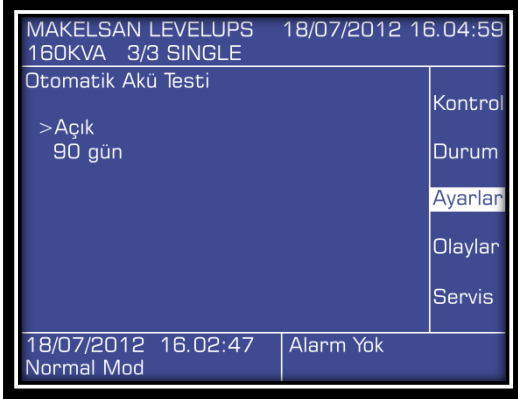 MAKELSAN LEVELUPS 18/07/2012 16.04:59
160KVA 3/3 SINGLE
Otomatik Akü Testi
>Açık
90 gün
Kontrol
Durum
Ayarlar
Olaylar
Servis
18/07/2012 16.02:47
Normal Mod
Alarm Yok